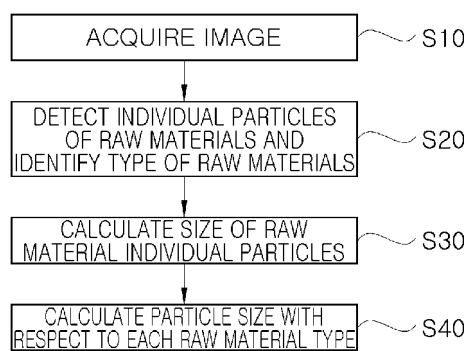 ACQUIRE IMAGE
S10
DETECT INDIVIDUAL PARTICLES
OF RAW MATERIALS AND
IDENTIFY TYPE OF RAW MATERIALS
S20
CALCULATE SIZE OF RAW
MATERIAL INDIVIDUAL PARTICLES
S30
CALCULATE PARTICLE SIZE WITH
RESPECT TO EACH RAW MATERIAL TYPE
S40